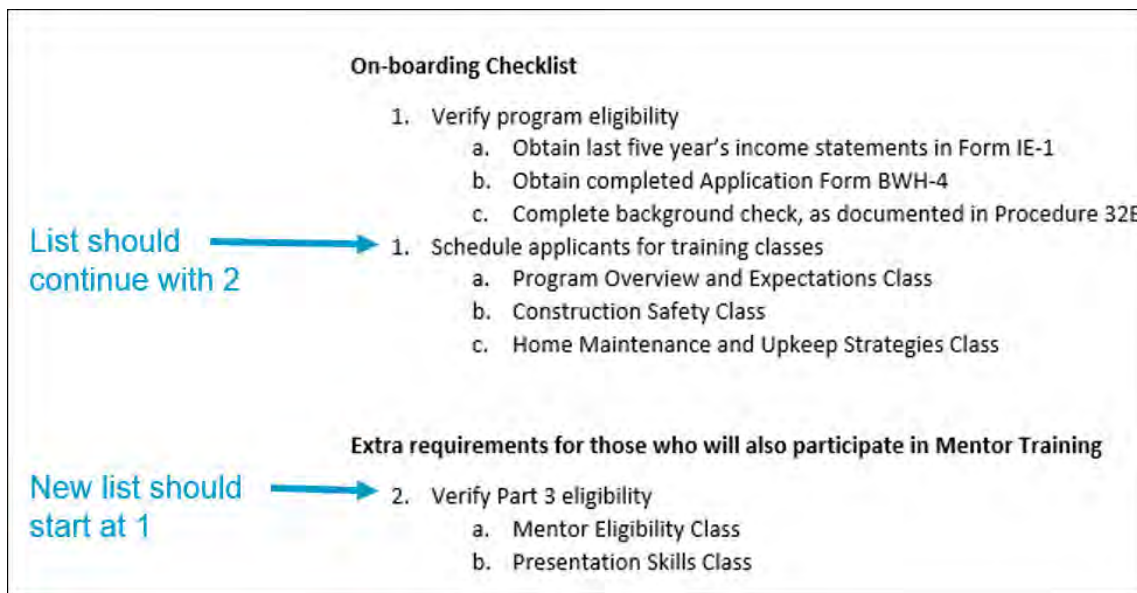 On-boarding Checklist
1. Verify program eligibility
a. Obtain last five year's income statements in Form IE-1
b. Obtain completed Application Form BWH-4
c. Complete background check, as documented in Procedure 32E
List should
continue with 2
1. Schedule applicants for training classes
a. Program Overview and Expectations Class
b. Construction Safety Class
c. Home Maintenance and Upkeep Strategies Class
Extra requirements for those who will also participate in Mentor Training
New list should
start at 1
2. Verify Part 3 eligibility
a. Mentor Eligibility Class
b. Presentation Skills Class